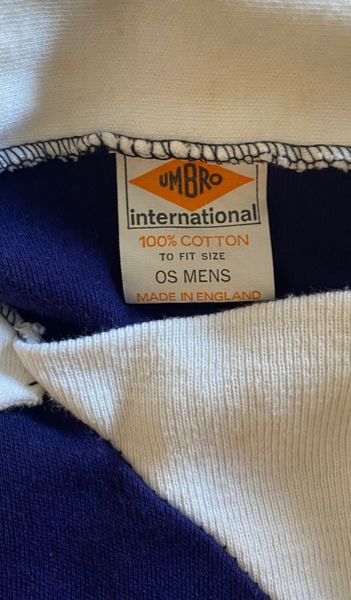 UMBRO
international
100% COTTON
TO FIT SIZE
OS MENS
MADE IN ENGLAND